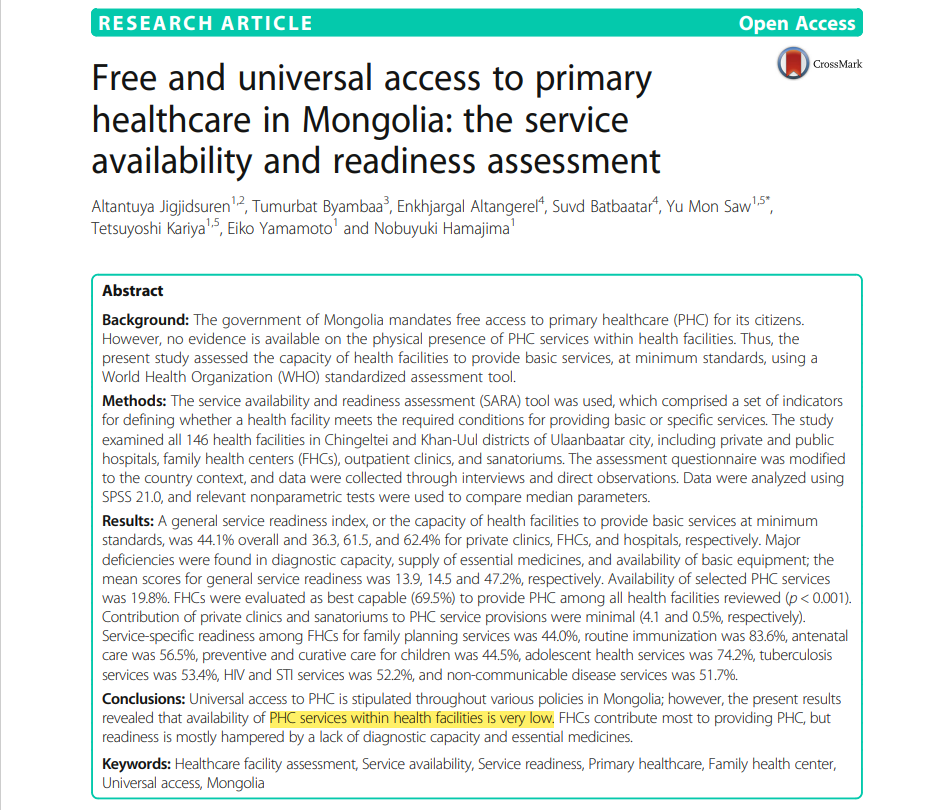 RESEARCH ARTICLE
Open Access
CrossMark
Free and universal access to primary
healthcare in Mongolia: the service
availability and readiness assessment
Altantuya Jigjidsuren1,2, Tumurbat Byambaa3, Enkhjargal Altangerel4, Suvd Batbaatar4, Yu Mon Saw1,5*,
Tetsuyoshi Kariya1,5, Eiko Yamamoto1 and Nobuyuki Hamajima1
Abstract
Background: The government of Mongolia mandates free access to primary healthcare (PHC) for its citizens.
However, no evidence is available on the physical presence of PHC services within health facilities. Thus, the
present study assessed the capacity of health facilities to provide basic services, at minimum standards, using a
World Health Organization (WHO) standardized assessment tool.
Methods: The service availability and readiness assessment (SARA) tool was used, which comprised a set of indicators
for defining whether a health facility meets the required conditions for providing basic or specific services. The study
examined all 146 health facilities in Chingeltei and Khan-Uul districts of Ulaanbaatar city, including private and public
hospitals, family health centers (FHCs), outpatient clinics, and sanatoriums. The assessment questionnaire was modified
to the country context, and data were collected through interviews and direct observations. Data were analyzed using
SPSS 21.0, and relevant nonparametric tests were used to compare median parameters.
Results: A general service readiness index, or the capacity of health facilities to provide basic services at minimum
standards, was 44.1% overall and 36.3, 61.5, and 62.4% for private clinics, FHCs, and hospitals, respectively. Major
deficiencies were found in diagnostic capacity, supply of essential medicines, and availability of basic equipment; the
mean scores for general service readiness was 13.9, 14.5 and 47.2%, respectively. Availability of selected PHC services
was 19.8%. FHCs were evaluated as best capable (69.5%) to provide PHC among all health facilities reviewed (p < 0.001).
Contribution of private clinics and sanatoriums to PHC service provisions were minimal (4.1 and 0.5%, respectively).
Service-specific readiness among FHCs for family planning services was 44.0%, routine immunization was 83.6%, antenatal
care was 56.5%, preventive and curative care for children was 44.5%, adolescent health services was 74.2%, tuberculosis
services was 53.4%, HIV and STI services was 52.2%, and non-communicable disease services was 51.7%.
Conclusions: Universal access to PHC is stipulated throughout various policies in Mongolia; however, the present results
revealed that availability of PHC services within health facilities is very low. FHCs contribute most to providing PHC, but
readiness is mostly hampered by a lack of diagnostic capacity and essential medicines.
Keywords: Healthcare facility assessment, Service availability, Service readiness, Primary healthcare, Family health center,
Universal access, Mongolia